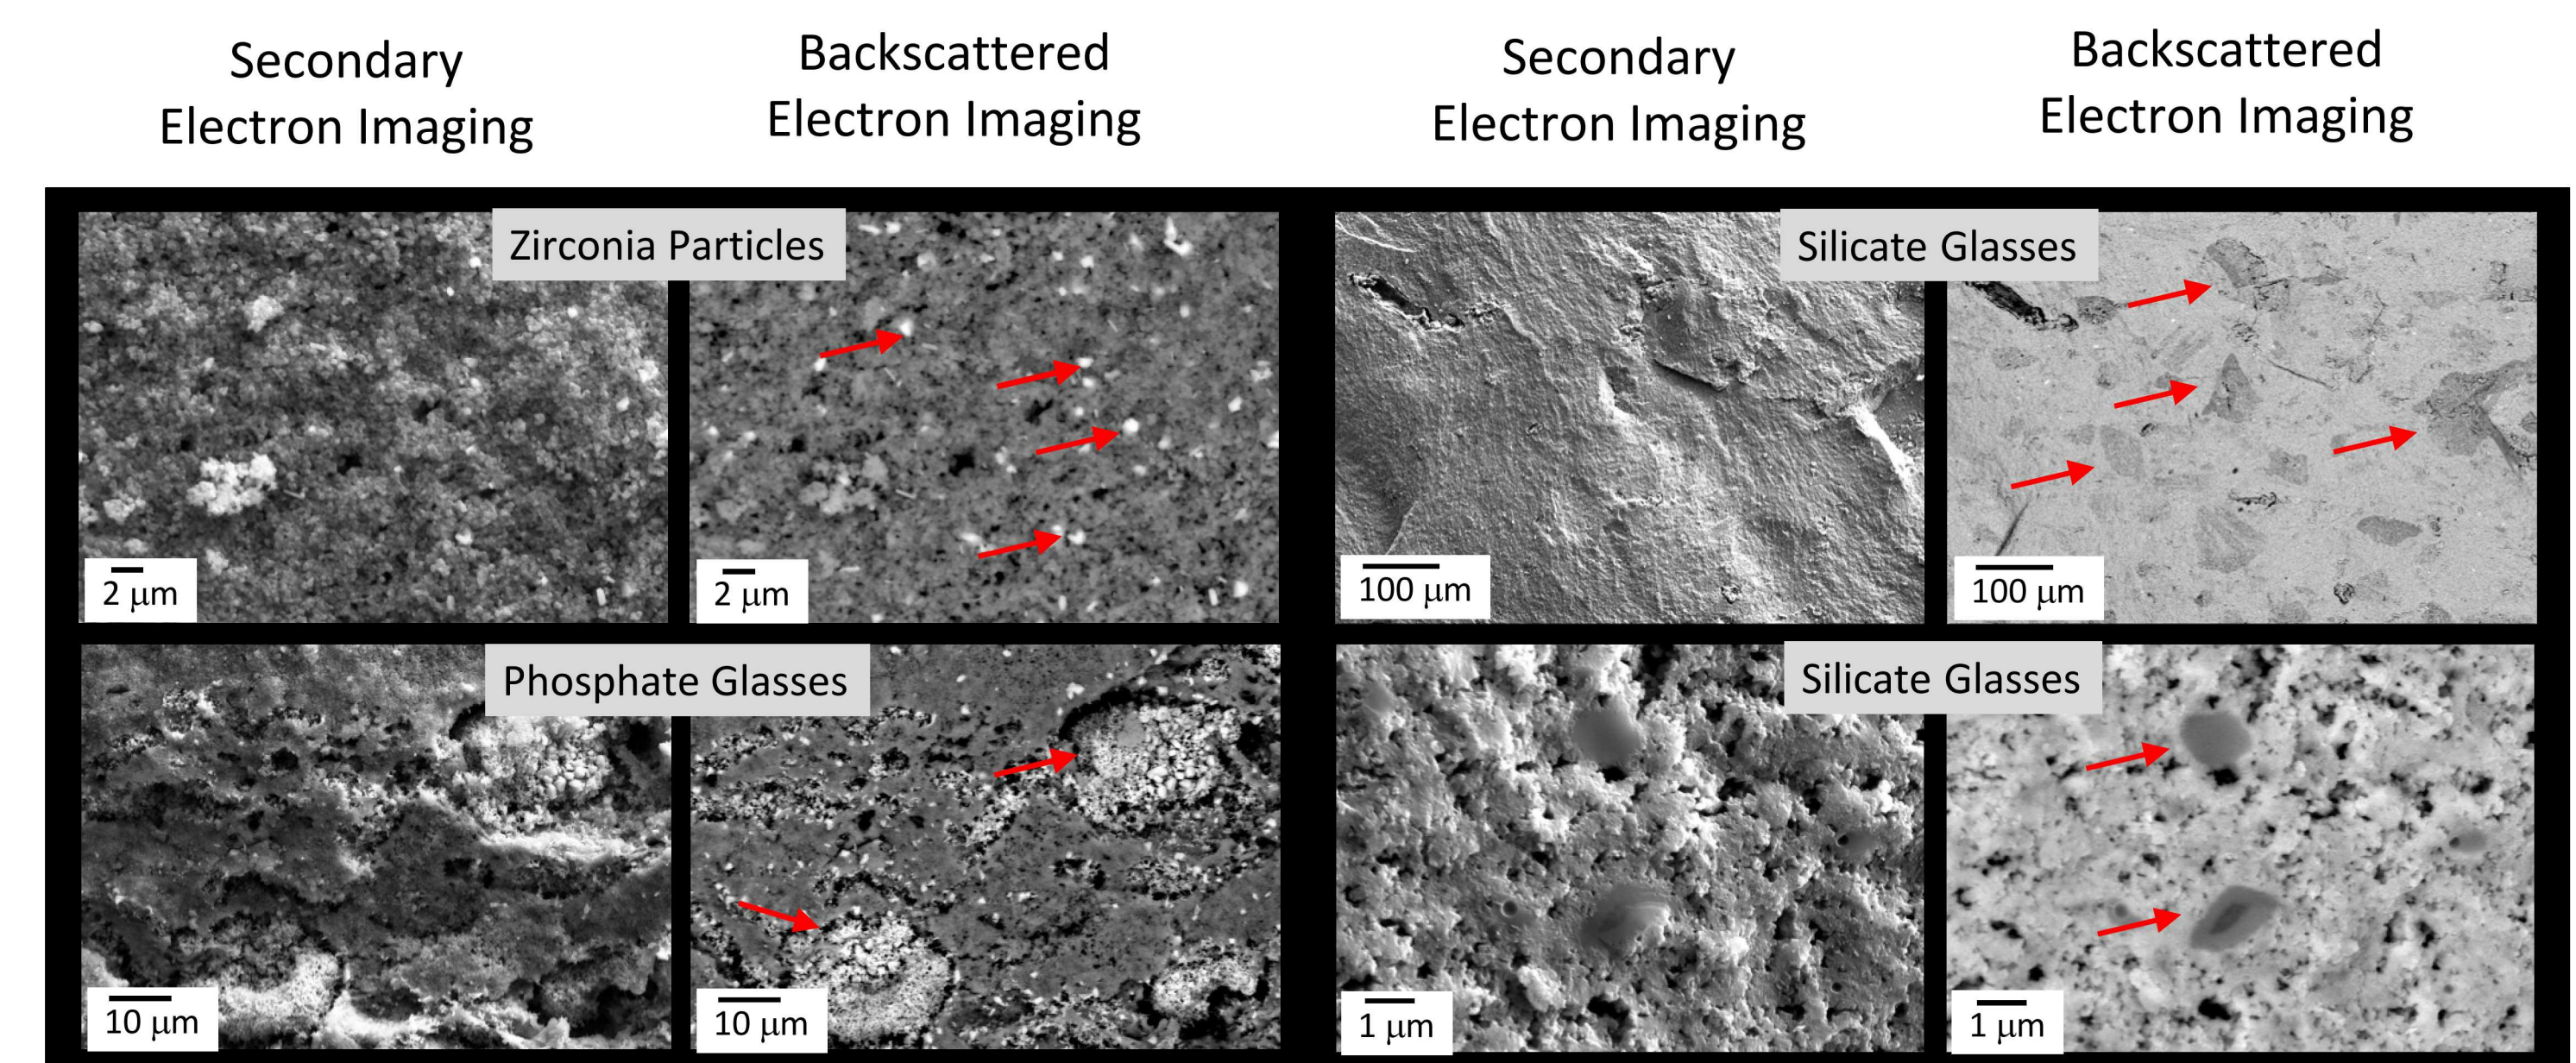 Secondary
Electron Imaging
Backscattered
Electron Imaging
Secondary
Electron Imaging
Backscattered
Electron Imaging
Zirconia Particles
2 μm
2 μm
Silicate Glasses
100 μm
100 μm
Phosphate Glasses
10 μm
10 μm
Silicate Glasses
1 μm
1 μm